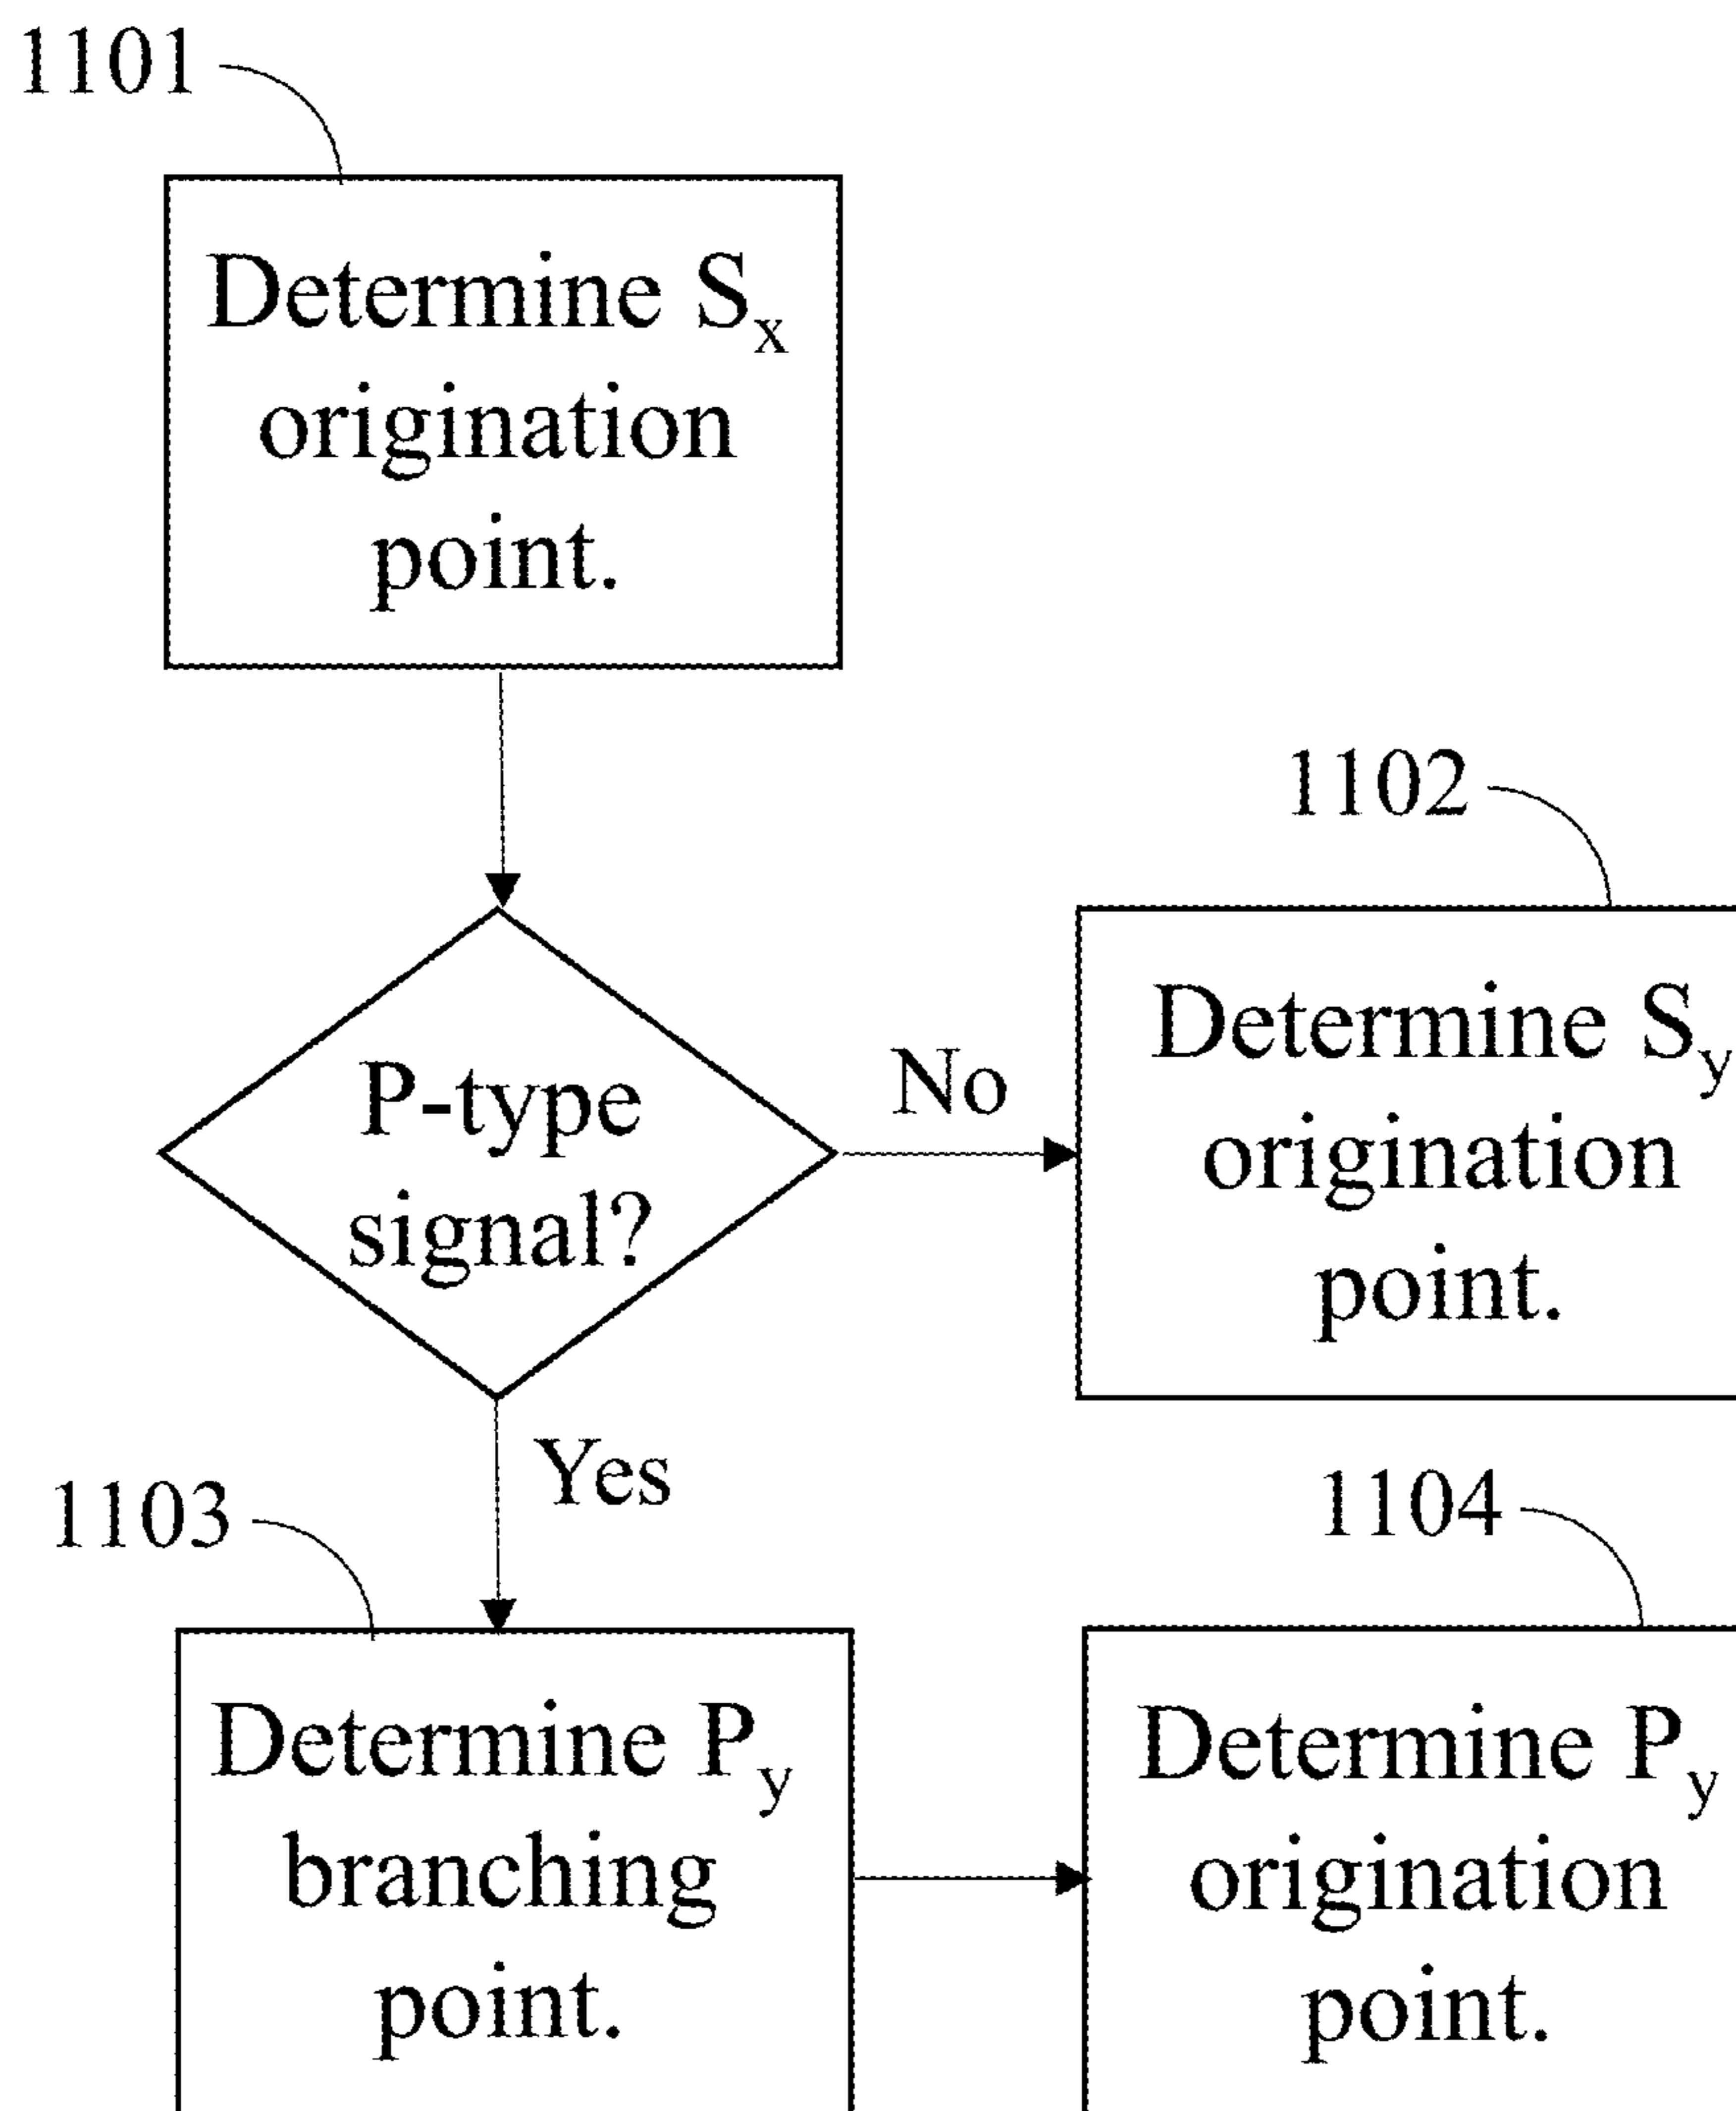 1101
Determine Sx
origination
point.
1102
P-type
signal?
No
Determine Sy
origination
point.
Yes
1103
Determine Py
branching
point.
1104
Determine Py
origination
point.